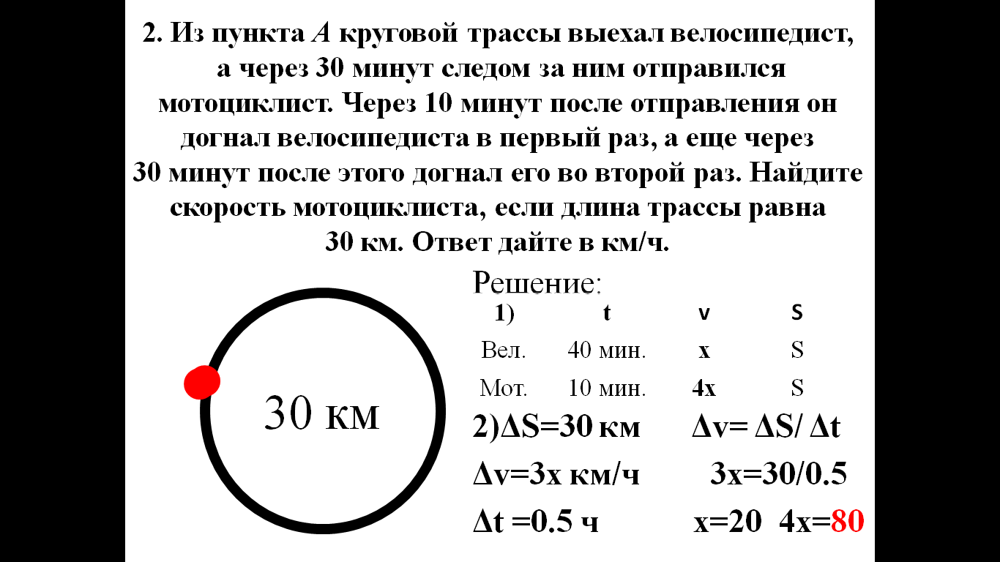 2. Из пункта А круговой трассы выехал велосипедист,
а через 30 минут следом за ним отправился
мотоциклист. Через 10 минут после отправления он
догнал велосипедиста в первый раз, а еще через
30 минут после этого догнал его во второй раз. Найдите
скорость мотоциклиста, если длина трассы равна
30 км. Ответ дайте в км/ч.
30 км
Решение:
1) t v S
Вел. 40 мин. x S
Мот. 10 мин. 4x S
2)ΔS=30 км Δv= ΔS/ Δt
Δv=3x км/ч 3x=30/0.5
Δt =0.5 ч x=20 4x=80